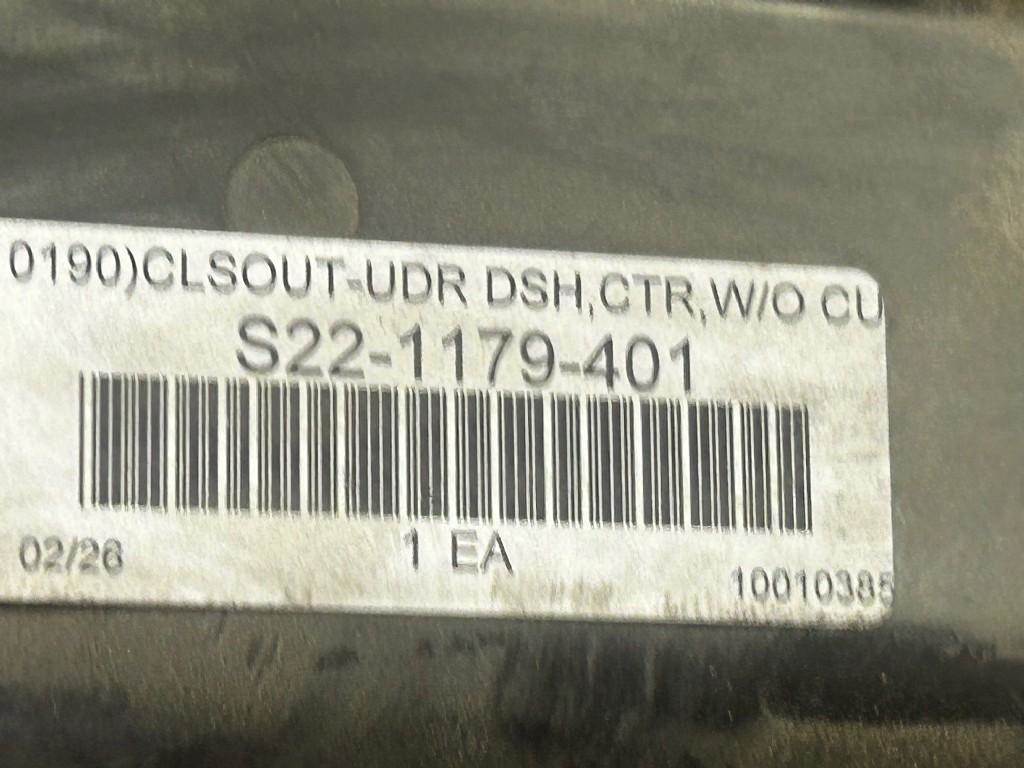 0190)CLSOUT-UDR DSH,CTR,W/O CU
S22-1179-401
1 EA
02/26
10010385